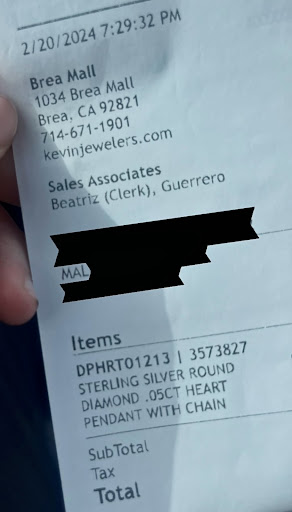 2/20/2024 7:29:32 PM
Brea Mall
1034 Brea Mall
Brea, CA 92821
714-671-1901
kevinjewelers.com
Sales Associates
Beatriz (Clerk), Guerrero
MAL
Items
DPHRT01213 | 3573827
STERLING SILVER ROUND
DIAMOND .05CT HEART
PENDANT WITH CHAIN
SubTotal
Tax
Total